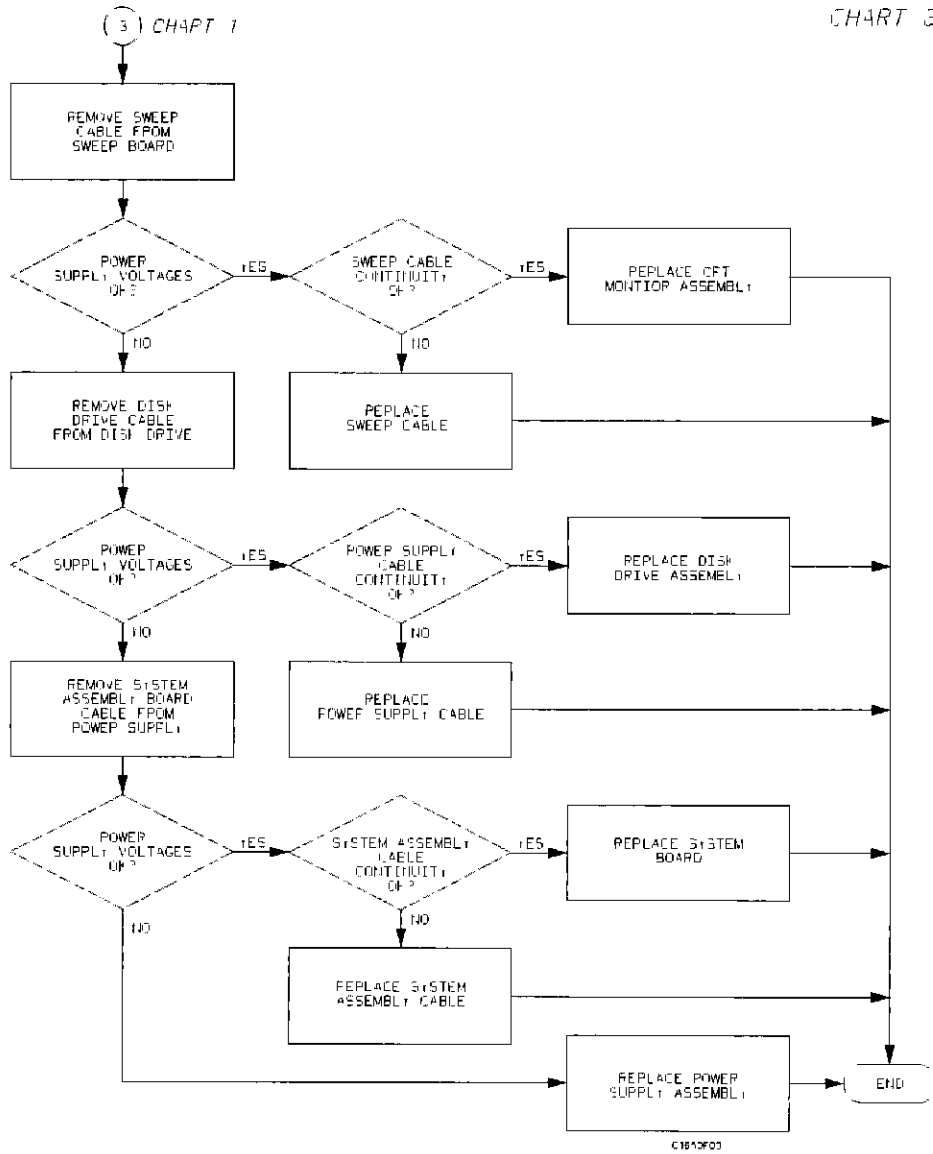 3 CHART 1
CHART 3
REMOVE SWEEP
CABLE FROM
SWEEP BOARD
POWER
SUPPLY VOLTAGES
OK?
YES
SWEEP CABLE
CONTINUITY
OK?
YES
REPLACE CRT
MONTIOR ASSEMBLY
NO
NO
REMOVE DISK
DRIVE CABLE
FROM DISK DRIVE
REPLACE
SWEEP CABLE
POWER
SUPPLY VOLTAGES
OK?
YES
POWER SUPPLY
CABLE
CONTINUITY
OK?
YES
REPLACE DISK
DRIVE ASSEMBLY
NO
NO
REMOVE SYSTEM
ASSEMBLY BOARD
CABLE FROM
POWER SUPPLY
REPLACE
POWER SUPPLY CABLE
POWER
SUPPLY VOLTAGES
OK?
YES
SYSTEM ASSEMBLY
CABLE
CONTINUITY
OK?
YES
REPLACE SYSTEM
BOARD
NO
NO
REPLACE SYSTEM
ASSEMBLY CABLE
REPLACE POWER
SUPPLY ASSEMBLY
END